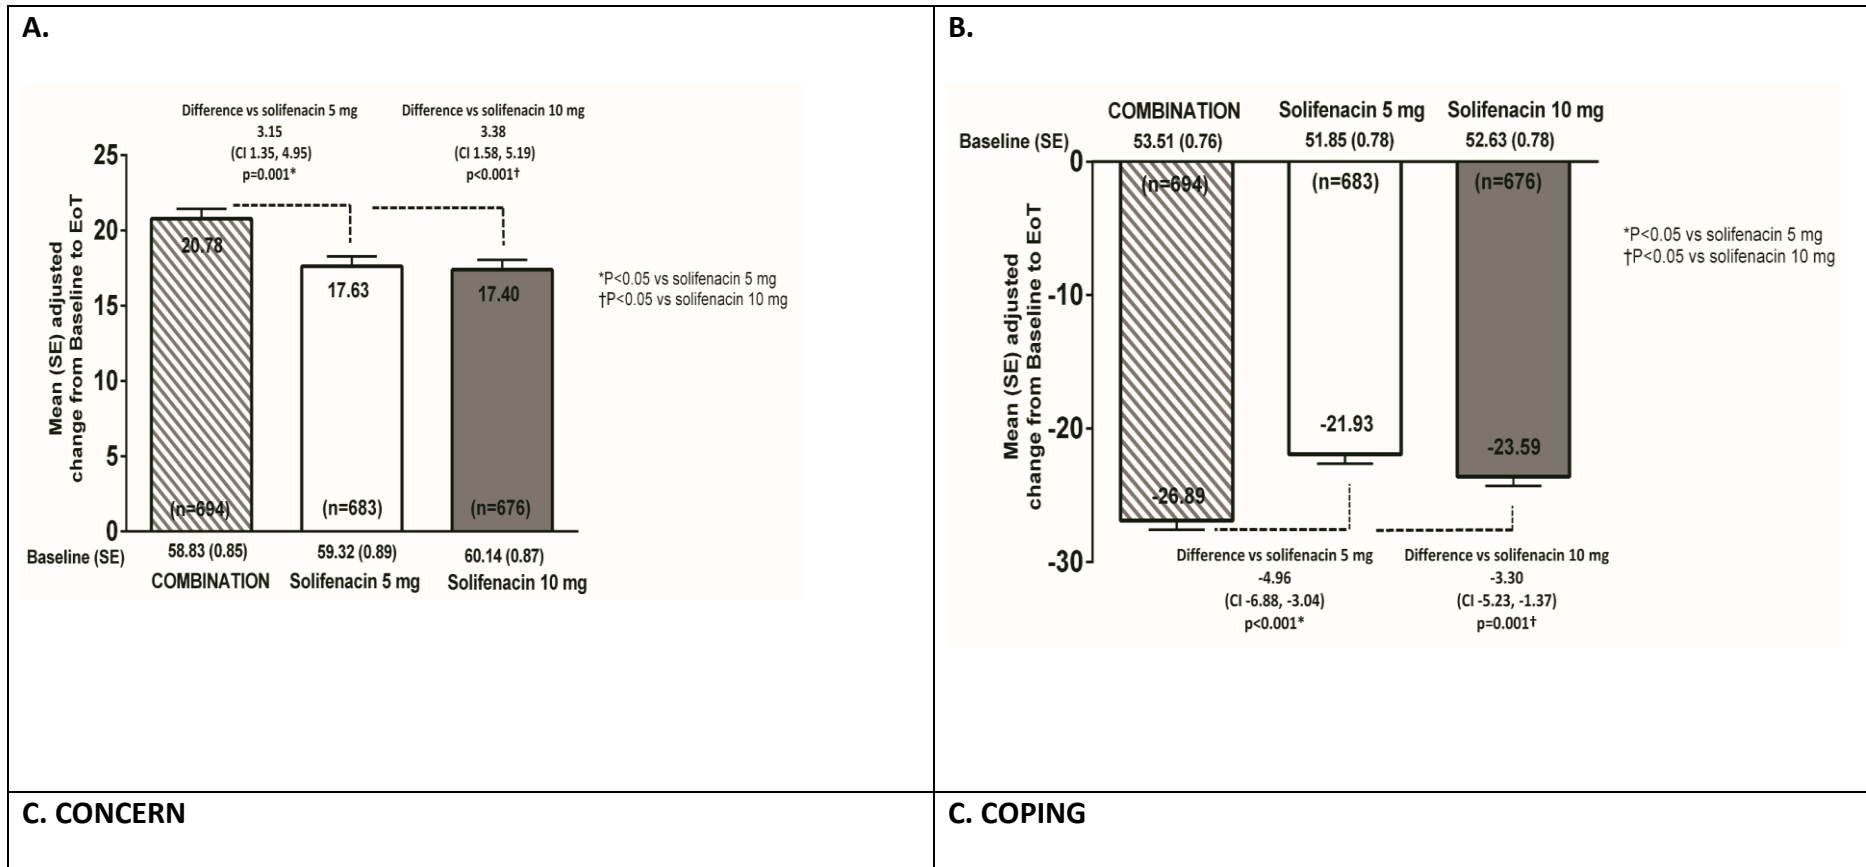 A.
Difference vs solifenacin 5 mg
3.15
(CI 1.35, 4.95)
p=0.001*
Difference vs solifenacin 10 mg
3.38
(CI 1.58, 5.19)
p<0.001†
Mean (SE) adjusted
change from Baseline to EoT
25
20
15
10
5
0
20.78
17.63
17.40
*P<0.05 vs solifenacin 5 mg
†P<0.05 vs solifenacin 10 mg
(n=694)
(n=683)
(n=676)
Baseline (SE)
58.83 (0.85)
59.32 (0.89)
60.14 (0.87)
COMBINATION
Solifenacin 5 mg
Solifenacin 10 mg
B.
COMBINATION
Solifenacin 5 mg
Solifenacin 10 mg
Baseline (SE)
53.51 (0.76)
51.85 (0.78)
52.63 (0.78)
Mean (SE) adjusted
change from Baseline to EoT
0
-10
-20
-30
(n=694)
(n=683)
(n=676)
*P<0.05 vs solifenacin 5 mg
†P<0.05 vs solifenacin 10 mg
-26.89
-21.93
-23.59
Difference vs solifenacin 5 mg
-4.96
(CI -6.88, -3.04)
p<0.001*
Difference vs solifenacin 10 mg
-3.30
(CI -5.23, -1.37)
p=0.001†
C. CONCERN
C. COPING